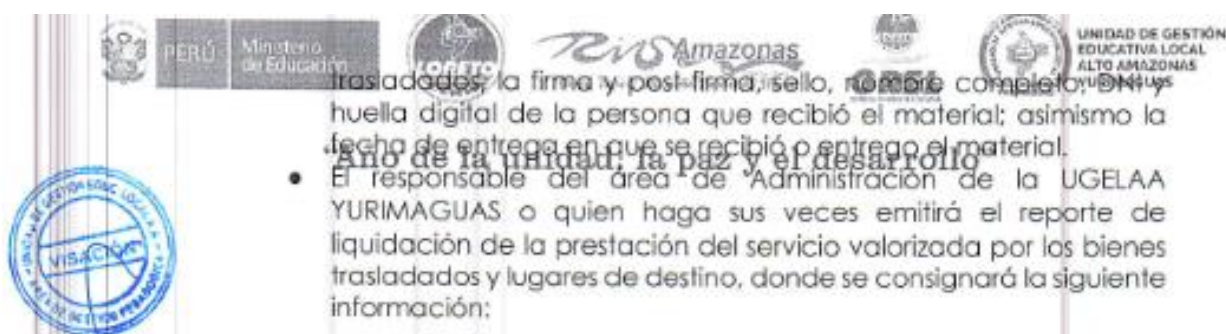 PERÚ
Ministerio
de Educación
LORETO
Amazonas
UNIDAD DE GESTIÓN
EDUCATIVA LOCAL
ALTO AMAZONAS
YURIMAGUAS
trasladados, la firma y post-firma, sello, nombre completo, DNI y
huella digital de la persona que recibió el material; asimismo la
fecha de entrega en que se recibió o entrego el material.
"Año de la unidad, la paz y el desarrollo"
• El responsable del área de Administración de la UGELAA
YURIMAGUAS o quien haga sus veces emitirá el reporte de
liquidación de la prestación del servicio valorizada por los bienes
trasladados y lugares de destino, donde se consignará la siguiente
información:
VISACIÓN